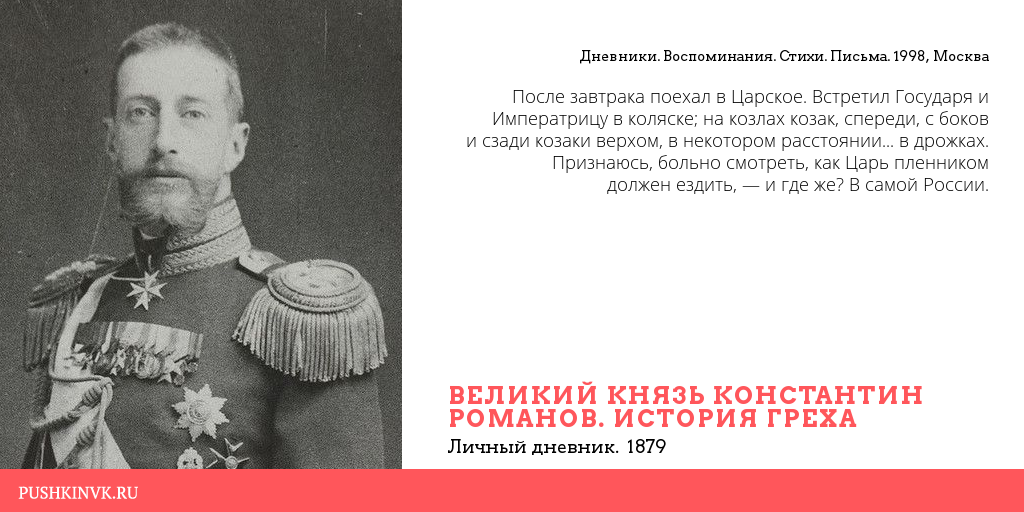 Дневники. Воспоминания. Стихи. Письма. 1998, Москва
После завтрака поехал в Царское. Встретил Государя и
Императрицу в коляске; на козлах козак, спереди, с боков
и сзади козаки верхом, в некотором расстоянии... в дрожках.
Признаюсь, больно смотреть, как Царь пленником
должен ездить, — и где же? В самой России.
ВЕЛИКИЙ КНЯЗЬ КОНСТАНТИН
РОМАНОВ. ИСТОРИЯ ГРЕХА
Личный дневник. 1879
PUSHKINVK.RU